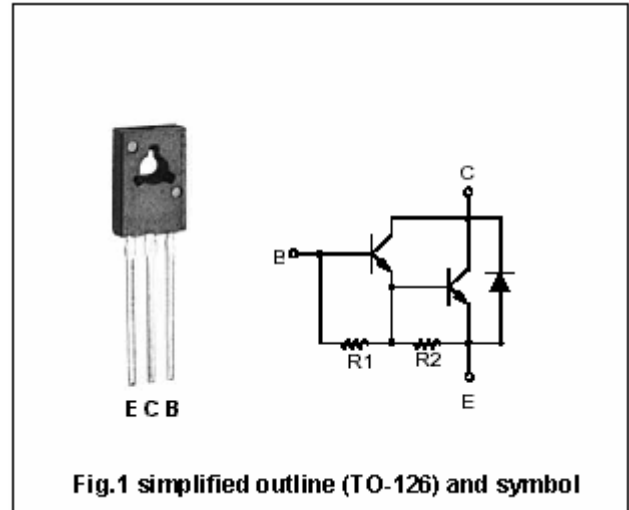 C
B
R1 R2
E C B
E
Fig.1 simplified outline (TO-126) and symbol